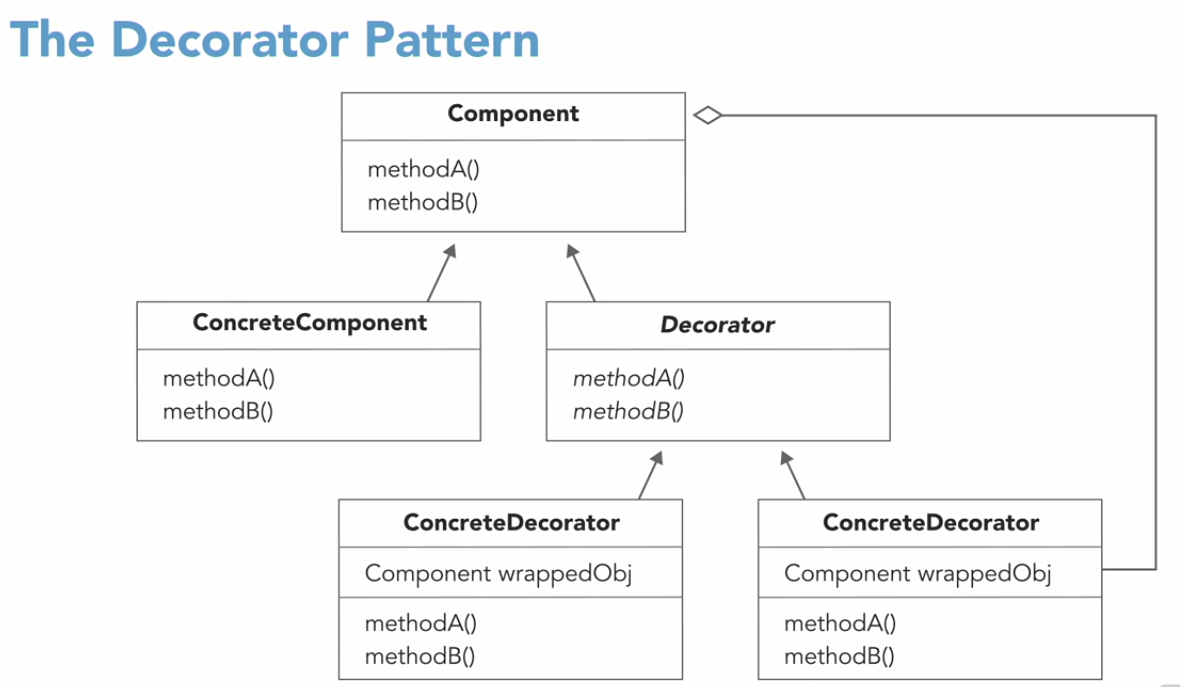 The Decorator Pattern
Component
methodA()
methodB()
ConcreteComponent
methodA()
methodB()
Decorator
methodA()
methodB()
ConcreteDecorator
Component wrappedObj
methodA()
methodB()
ConcreteDecorator
Component wrappedObj
methodA()
methodB()